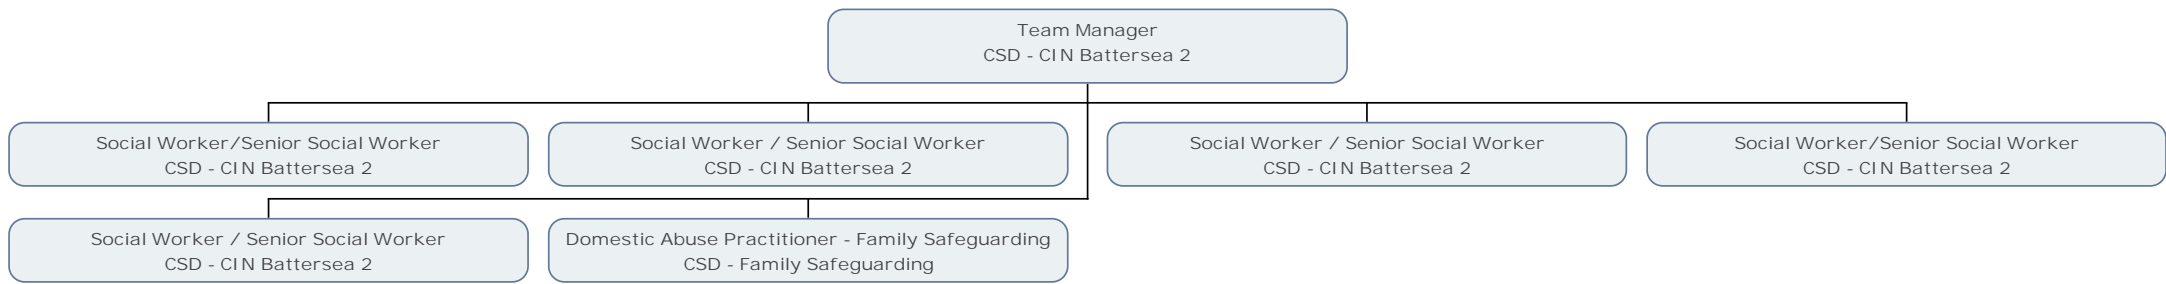 Team Manager
CSD - CIN Battersea 2
Social Worker/Senior Social Worker
CSD - CIN Battersea 2
Social Worker / Senior Social Worker
CSD - CIN Battersea 2
Social Worker / Senior Social Worker
CSD - CIN Battersea 2
Social Worker/Senior Social Worker
CSD - CIN Battersea 2
Social Worker / Senior Social Worker
CSD - CIN Battersea 2
Domestic Abuse Practitioner - Family Safeguarding
CSD - Family Safeguarding